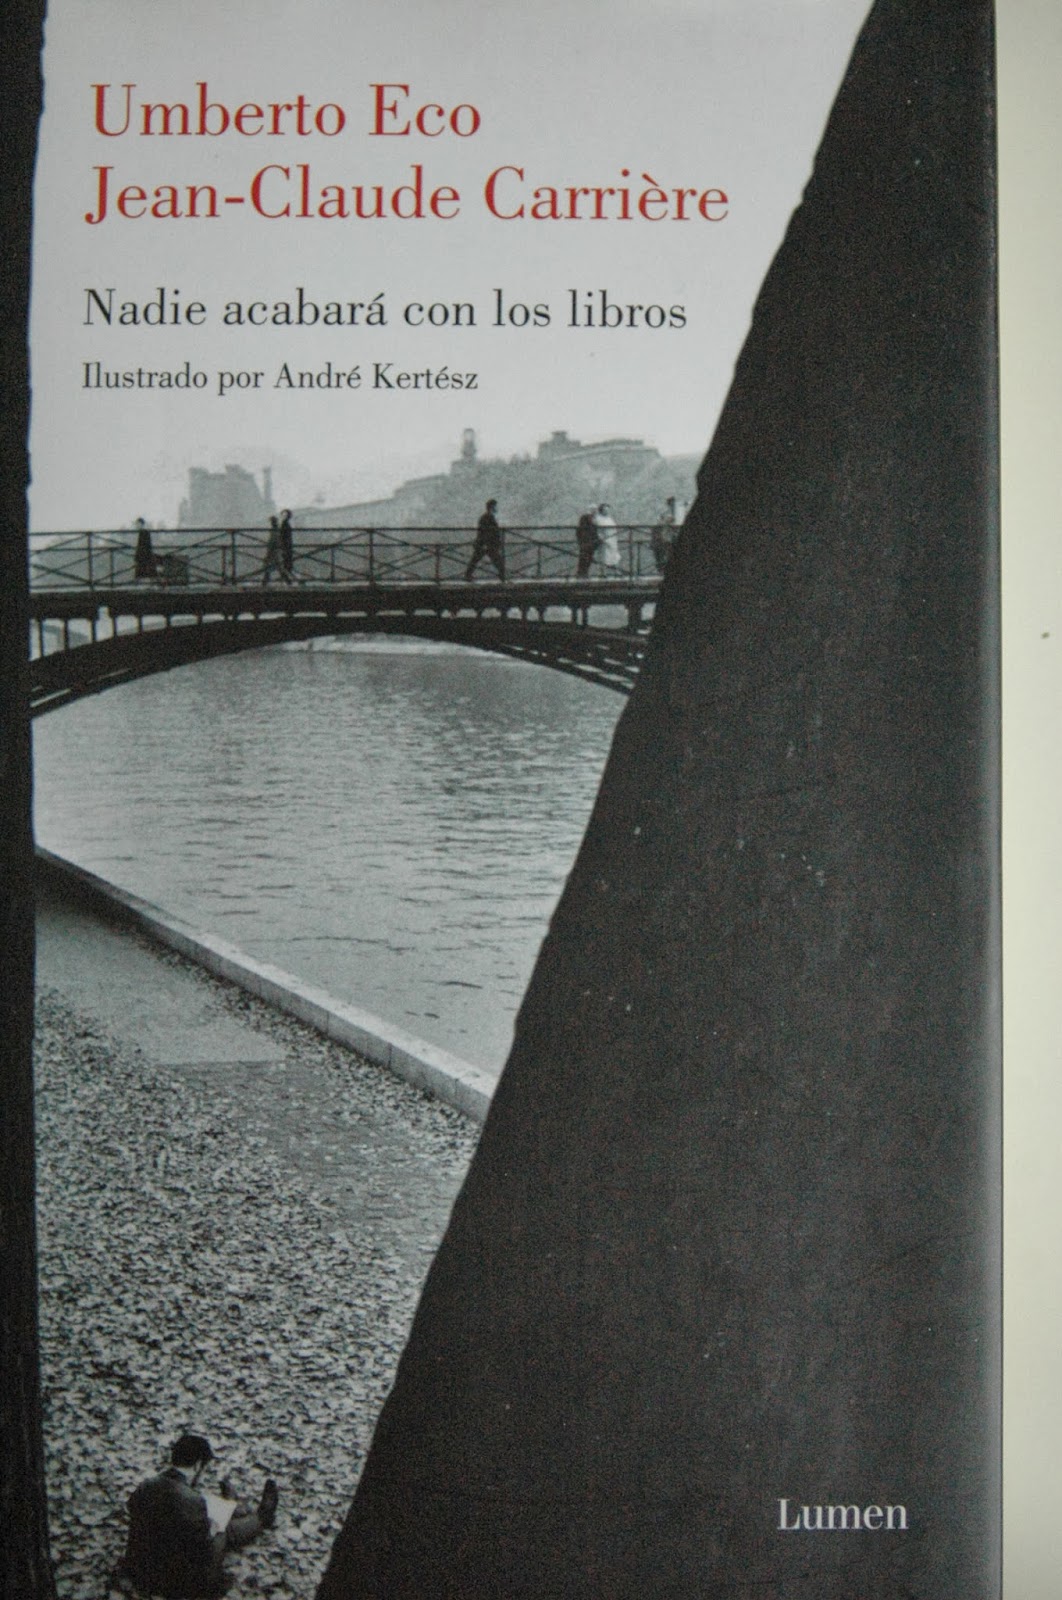 Umberto Eco
Jean-Claude Carrière
Nadie acabará con los libros
Ilustrado por André Kertész
Lumen